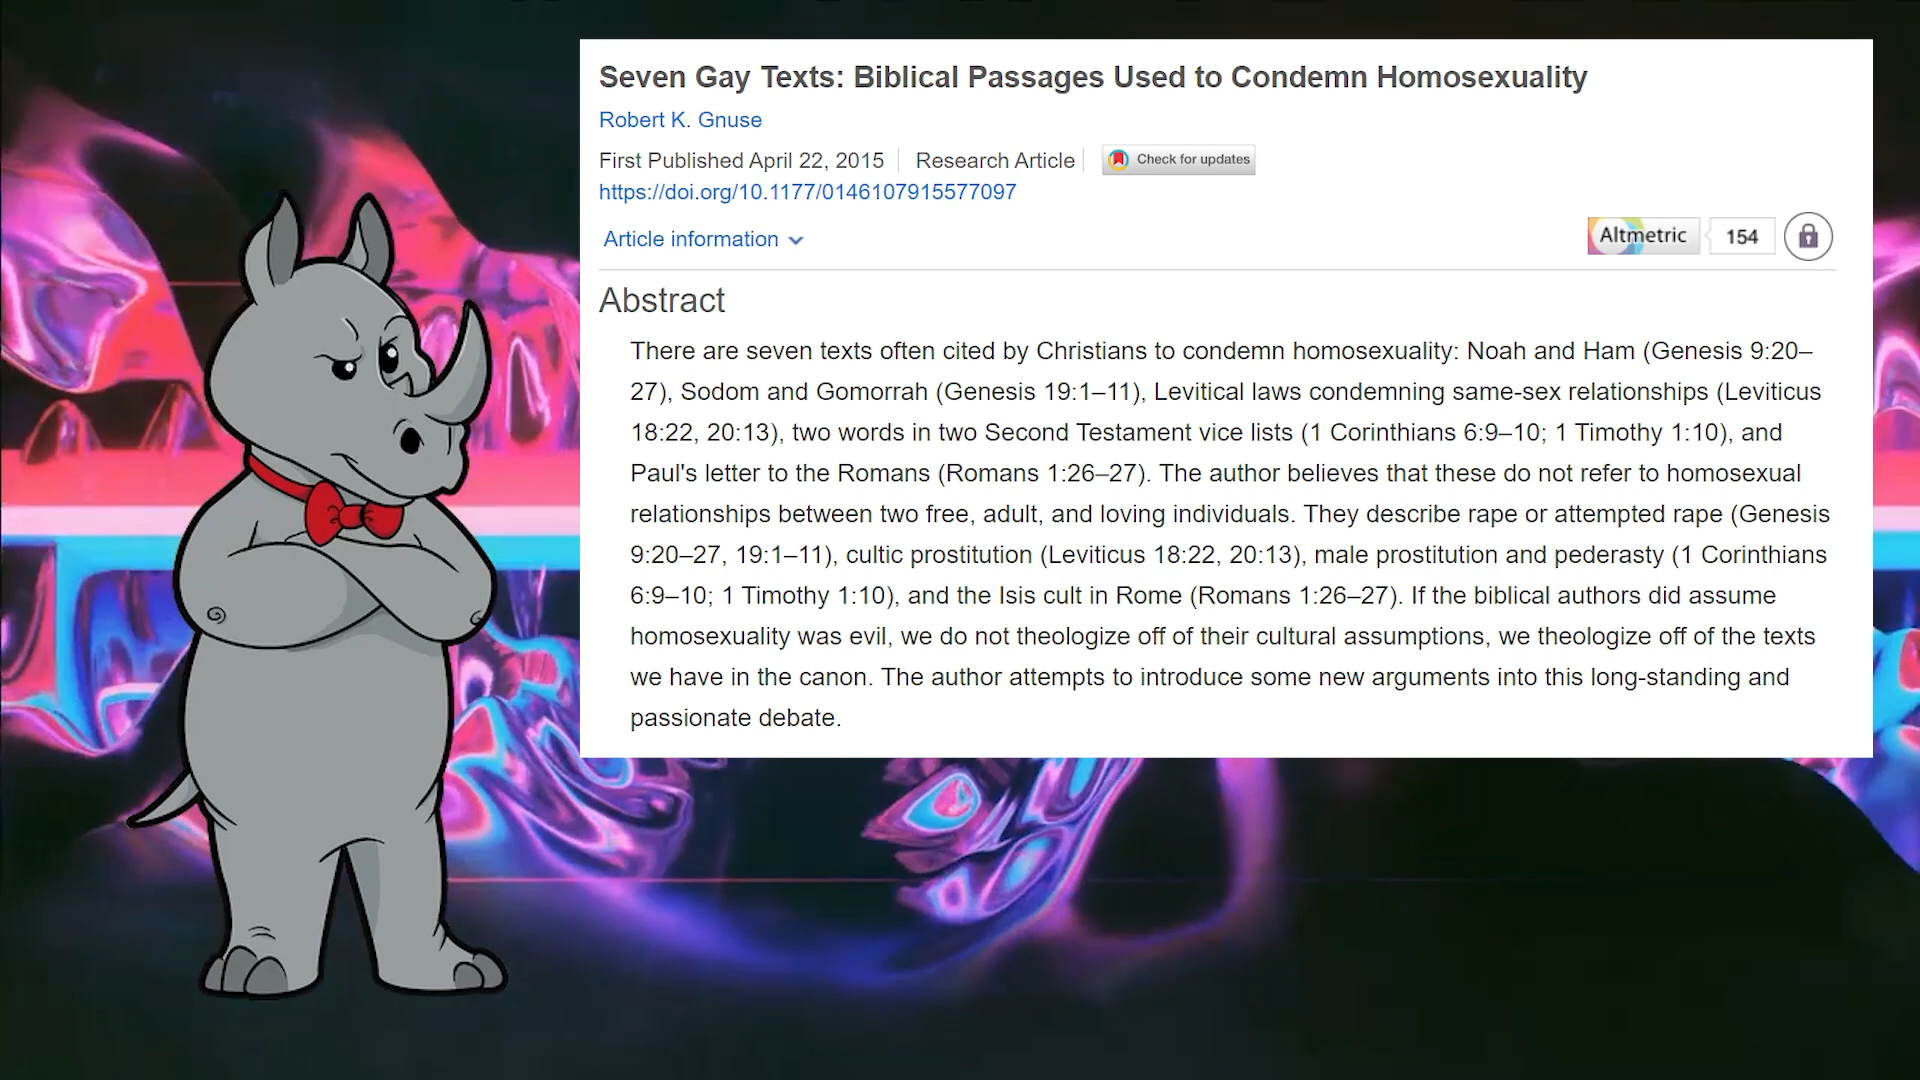 Seven Gay Texts: Biblical Passages Used to Condemn Homosexuality
Robert K. Gnuse
First Published April 22, 2015 Research Article Check for updates
https://doi.org/10.1177/0146107915577097
Article information
Altmetric 154
Abstract
There are seven texts often cited by Christians to condemn homosexuality: Noah and Ham (Genesis 9:20–
27), Sodom and Gomorrah (Genesis 19:1–11), Levitical laws condemning same-sex relationships (Leviticus
18:22, 20:13), two words in two Second Testament vice lists (1 Corinthians 6:9–10; 1 Timothy 1:10), and
Paul's letter to the Romans (Romans 1:26–27). The author believes that these do not refer to homosexual
relationships between two free, adult, and loving individuals. They describe rape or attempted rape (Genesis
9:20–27, 19:1–11), cultic prostitution (Leviticus 18:22, 20:13), male prostitution and pederasty (1 Corinthians
6:9–10; 1 Timothy 1:10), and the Isis cult in Rome (Romans 1:26–27). If the biblical authors did assume
homosexuality was evil, we do not theologize off of their cultural assumptions, we theologize off of the texts
we have in the canon. The author attempts to introduce some new arguments into this long-standing and
passionate debate.